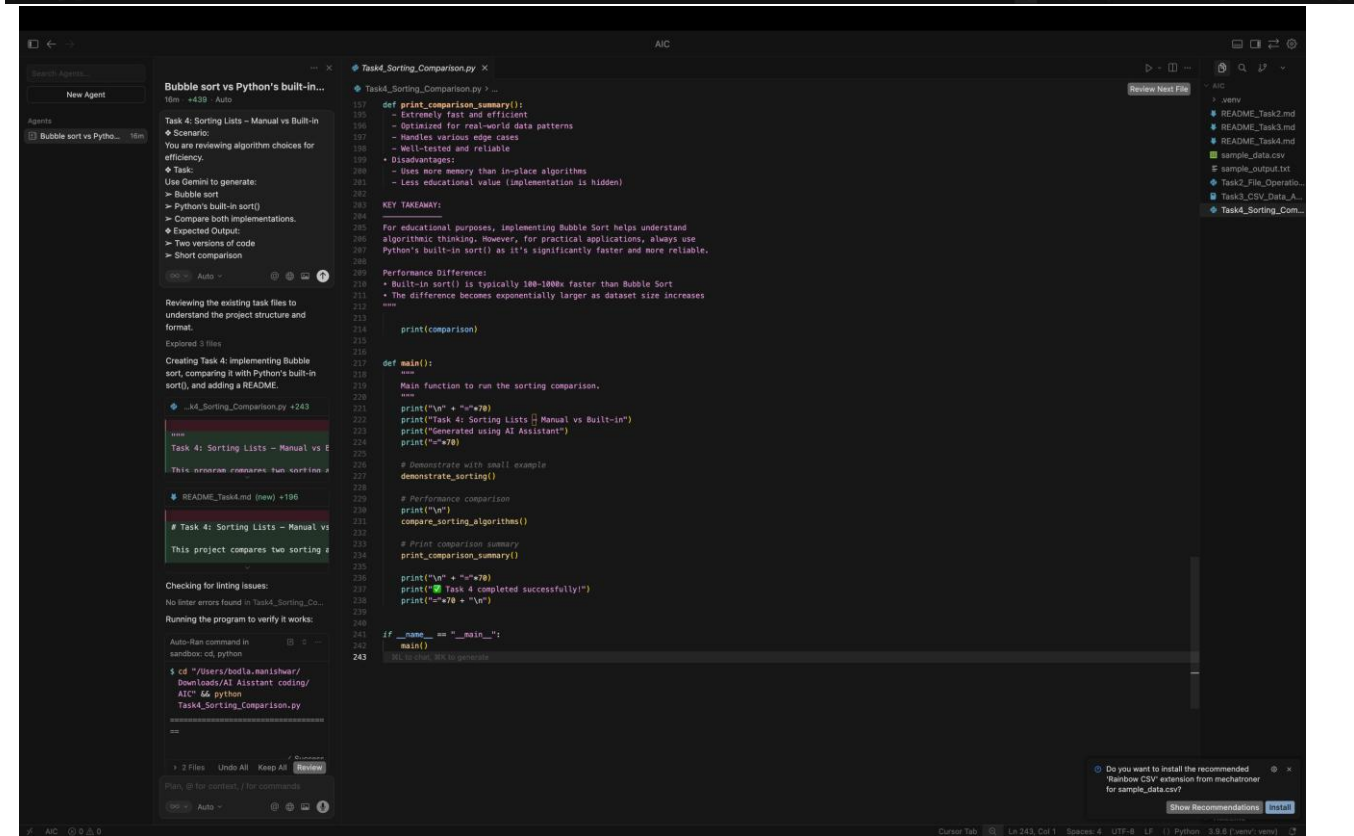 AIC
Search Agents...
New Agent
Agents
Bubble sort vs Pytho... 16m
Bubble sort vs Python's built-in...
16m · +439 · Auto
Task 4: Sorting Lists – Manual vs Built-in
❖ Scenario:
You are reviewing algorithm choices for
efficiency.
❖ Task:
Use Gemini to generate:
➢ Bubble sort
➢ Python's built-in sort()
➢ Compare both implementations.
❖ Expected Output:
➢ Two versions of code
➢ Short comparison
Auto
Reviewing the existing task files to
understand the project structure and
format.
Explored 3 files
Creating Task 4: implementing Bubble
sort, comparing it with Python's built-in
sort(), and adding a README.
...k4_Sorting_Comparison.py +243
"""
Task 4: Sorting Lists – Manual vs B
This program compares two sorting a
README_Task4.md (new) +196
# Task 4: Sorting Lists – Manual vs
This project compares two sorting a
Checking for linting issues:
No linter errors found in Task4_Sorting_Co...
Running the program to verify it works:
Auto-Ran command in
sandbox: cd, python
$ cd "/Users/bodla.manishwar/
Downloads/AI Aisstant coding/
AIC" && python
Task4_Sorting_Comparison.py
==================================
==
✓ Success
> 2 Files Undo All Keep All Review
Plan, @ for context, / for commands
Auto
Task4_Sorting_Comparison.py ×
Task4_Sorting_Comparison.py > ...
Review Next File
157 def print_comparison_summary():
195 - Extremely fast and efficient
196 - Optimized for real-world data patterns
197 - Handles various edge cases
198 - Well-tested and reliable
199 • Disadvantages:
200 - Uses more memory than in-place algorithms
201 - Less educational value (implementation is hidden)
202
203 KEY TAKEAWAY:
204 ─────────────
205 For educational purposes, implementing Bubble Sort helps understand
206 algorithmic thinking. However, for practical applications, always use
207 Python's built-in sort() as it's significantly faster and more reliable.
208
209 Performance Difference:
210 • Built-in sort() is typically 100-1000x faster than Bubble Sort
211 • The difference becomes exponentially larger as dataset size increases
212 """
213
214 print(comparison)
215
216
217 def main():
218 """
219 Main function to run the sorting comparison.
220 """
221 print("\n" + "="*70)
222 print("Task 4: Sorting Lists – Manual vs Built-in")
223 print("Generated using AI Assistant")
224 print("="*70)
225
226 # Demonstrate with small example
227 demonstrate_sorting()
228
229 # Performance comparison
230 print("\n")
231 compare_sorting_algorithms()
232
233 # Print comparison summary
234 print_comparison_summary()
235
236 print("\n" + "="*70)
237 print("✅ Task 4 completed successfully!")
238 print("="*70 + "\n")
239
240
241 if __name__ == "__main__":
242 main()
243 ⌘L to chat, ⌘K to generate
AIC
.venv
README_Task2.md
README_Task3.md
README_Task4.md
sample_data.csv
sample_output.txt
Task2_File_Operatio...
Task3_CSV_Data_A...
Task4_Sorting_Com...
Do you want to install the recommended
'Rainbow CSV' extension from mechatroner
for sample_data.csv?
Show Recommendations Install
AIC 0 0
Cursor Tab Ln 243, Col 1 Spaces: 4 UTF-8 LF Python 3.9.6 ('.venv': venv)